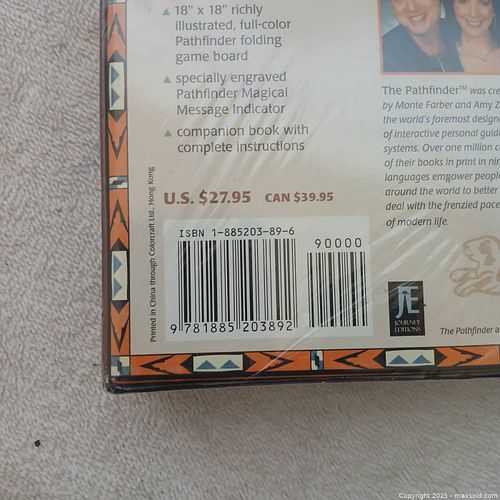 ▲ 18" x 18" richly
illustrated, full-color
Pathfinder folding
game board
▲ specially engraved
Pathfinder Magical
Message Indicator
▲ companion book with
complete instructions
U.S. $27.95 CAN $39.95
Printed in China through Colorcraft Ltd., Hong Kong
ISBN 1-885203-89-6
90000
9 781885 203892
The Pathfinder™ was cre
by Monte Farber and Amy Z
the world's foremost design
of interactive personal guid
systems. Over one million c
of their books in print in nin
languages empower people
around the world to better
deal with the frenzied pace
of modern life.
JE
JOURNEY
EDITIONS
The Pathfinder a
Copyright 2025 - maxsold.com